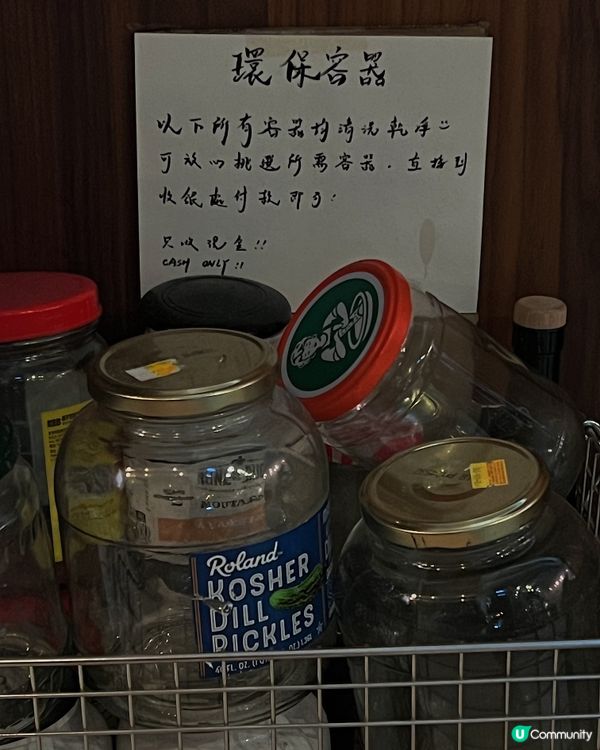 環保容器
以下所有容器均清洗乾淨
可放心挑選所需容器，直接到
收銀處付款即可！
只收現金!!
CASH ONLY!!
Roland
KOSHER
DILL
PICKLES
U Community